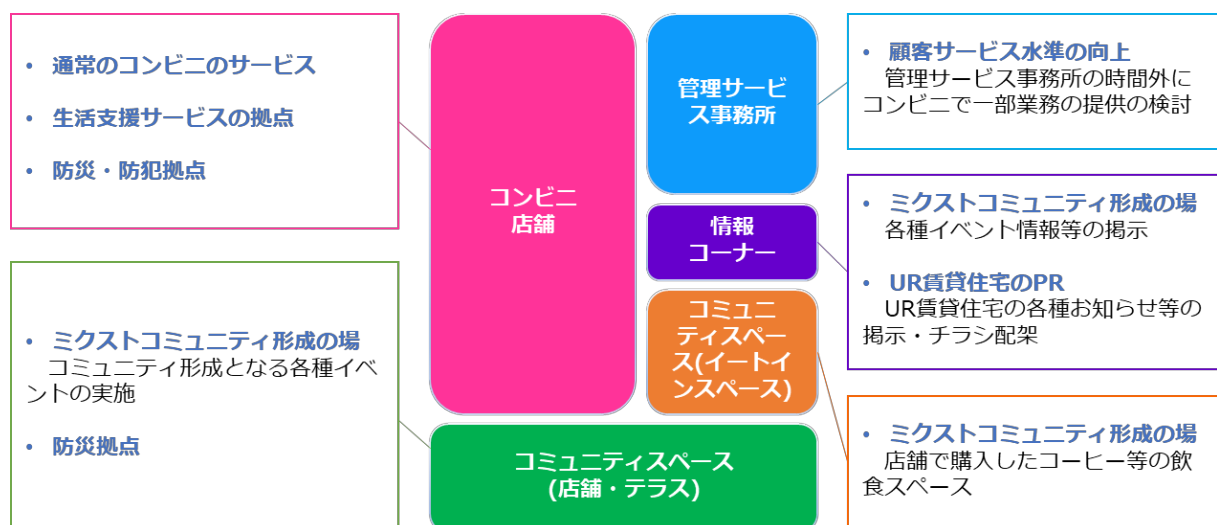 • 通常のコンビニのサービス
• 生活支援サービスの拠点
• 防災・防犯拠点
• ミクストコミュニティ形成の場
コミュニティ形成となる各種イベ
ントの実施
• 防災拠点
コンビニ
店舗
管理サービ
ス事務所
情報
コーナー
コミュニ
ティスペー
ス(イートイ
ンスペース)
コミュニティスペース
(店舗・テラス)
• 顧客サービス水準の向上
管理サービス事務所の時間外に
コンビニで一部業務の提供の検討
• ミクストコミュニティ形成の場
各種イベント情報等の掲示
• UR賃貸住宅のPR
UR賃貸住宅の各種お知らせ等の
掲示・チラシ配架
• ミクストコミュニティ形成の場
店舗で購入したコーヒー等の飲
食スペース